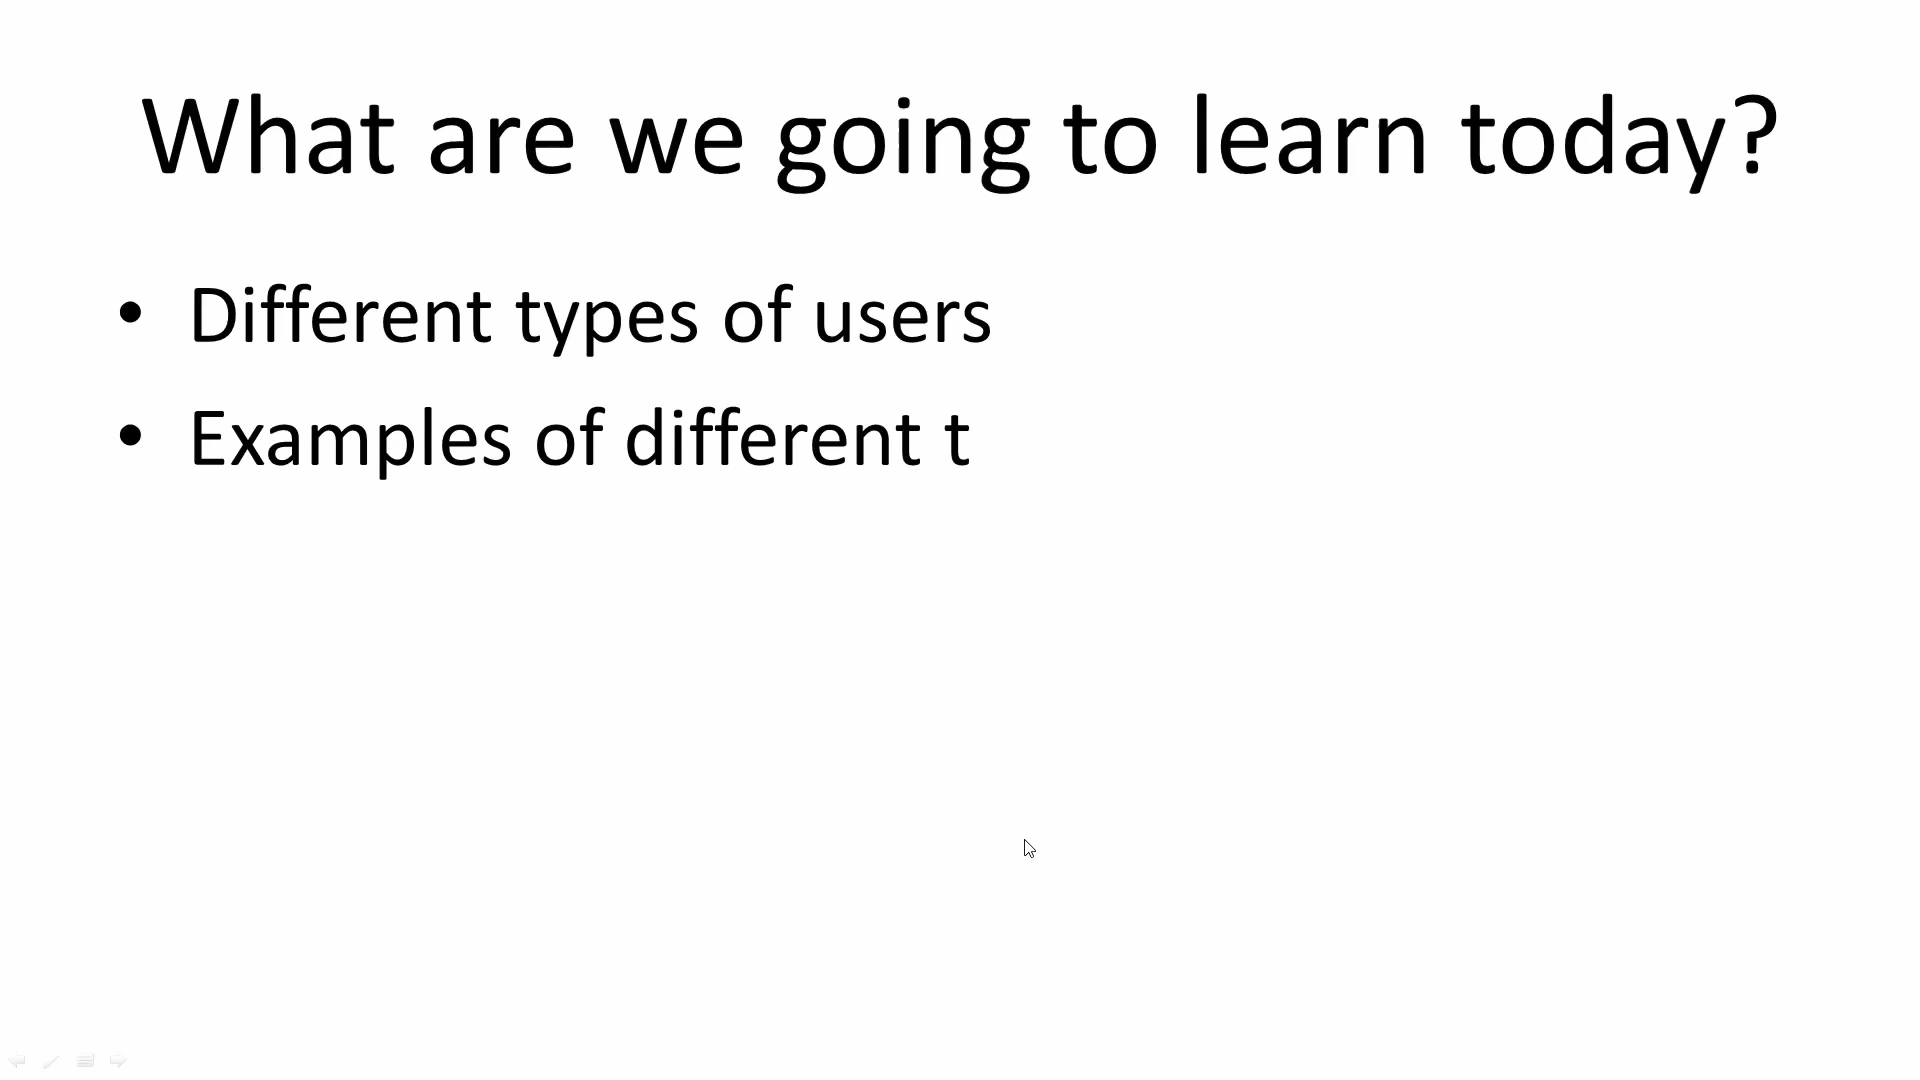 What are we going to learn today?
• Different types of users
• Examples of different t